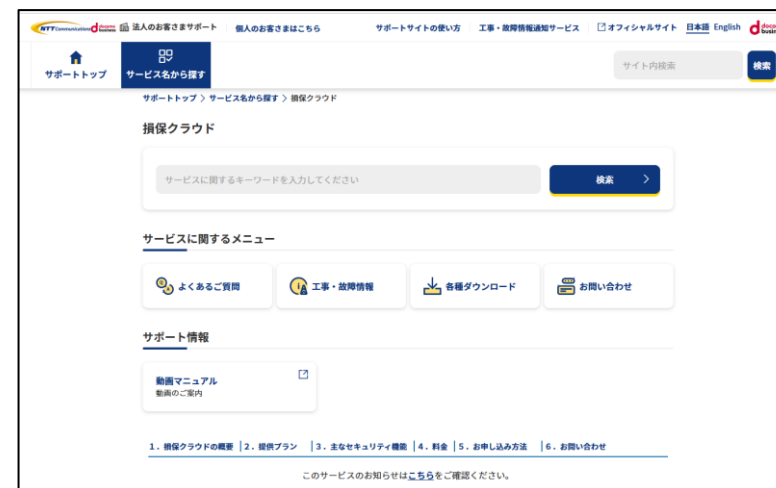 NTT Communications docomo business 法人のお客さまサポート 個人のお客さまはこちら サポートサイトの使い方 工事・故障情報通知サービス オフィシャルサイト 日本語 English
サポートトップ サービス名から探す サイト内検索 検索
サポートトップ 〉 サービス名から探す 〉 損保クラウド
損保クラウド
サービスに関するキーワードを入力してください 検索
サービスに関するメニュー
よくあるご質問 工事・故障情報 各種ダウンロード お問い合わせ
サポート情報
動画マニュアル
動画のご案内
1. 損保クラウドの概要 | 2. 提供プラン | 3. 主なセキュリティ機能 | 4. 料金 | 5. お申し込み方法 | 6. お問い合わせ
このサービスのお知らせはこちらをご確認ください。